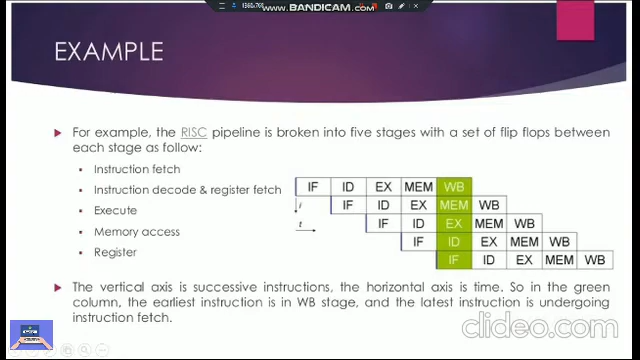 1360x768 www.BANDICAM.com
EXAMPLE
For example, the RISC pipeline is broken into five stages with a set of flip flops between
each stage as follow:
Instruction fetch
Instruction decode & register fetch
Execute
Memory access
Register
IF ID EX MEM WB
i IF ID EX MEM WB
t IF ID EX MEM WB
IF ID EX MEM WB
IF ID EX MEM WB
The vertical axis is successive instructions, the horizontal axis is time. So in the green
column, the earliest instruction is in WB stage, and the latest instruction is undergoing
instruction fetch.
clideo.com